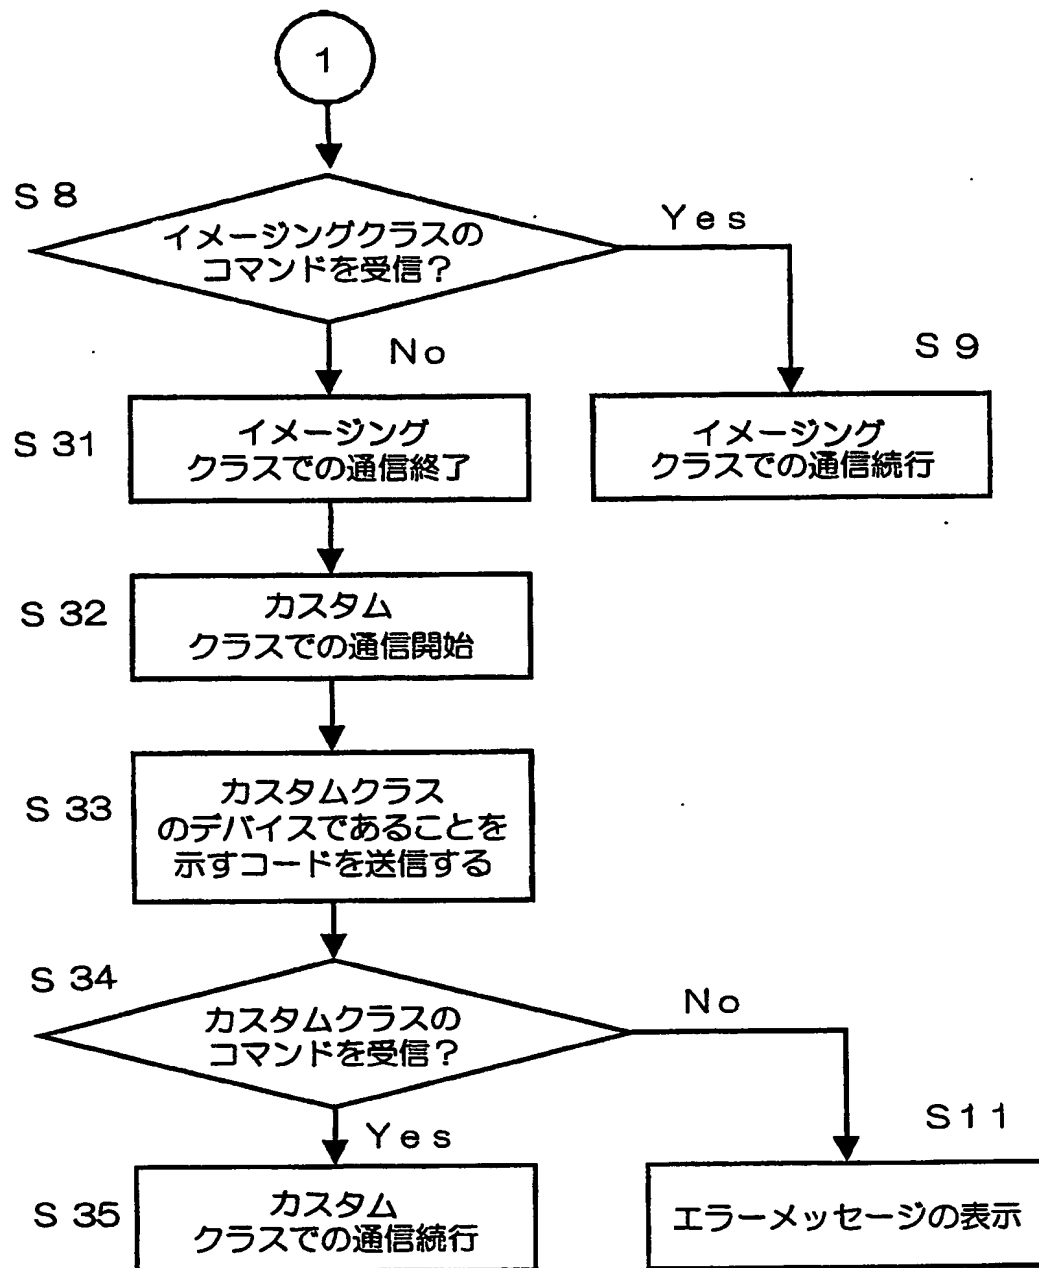 1
S 8
イメージングクラスの
コマンドを受信？
Yes
No
S 9
S 31
イメージング
クラスでの通信終了
イメージング
クラスでの通信続行
S 32
カスタム
クラスでの通信開始
S 33
カスタムクラス
のデバイスであることを
示すコードを送信する
S 34
カスタムクラスの
コマンドを受信？
No
Yes
S11
S 35
カスタム
クラスでの通信続行
エラーメッセージの表示